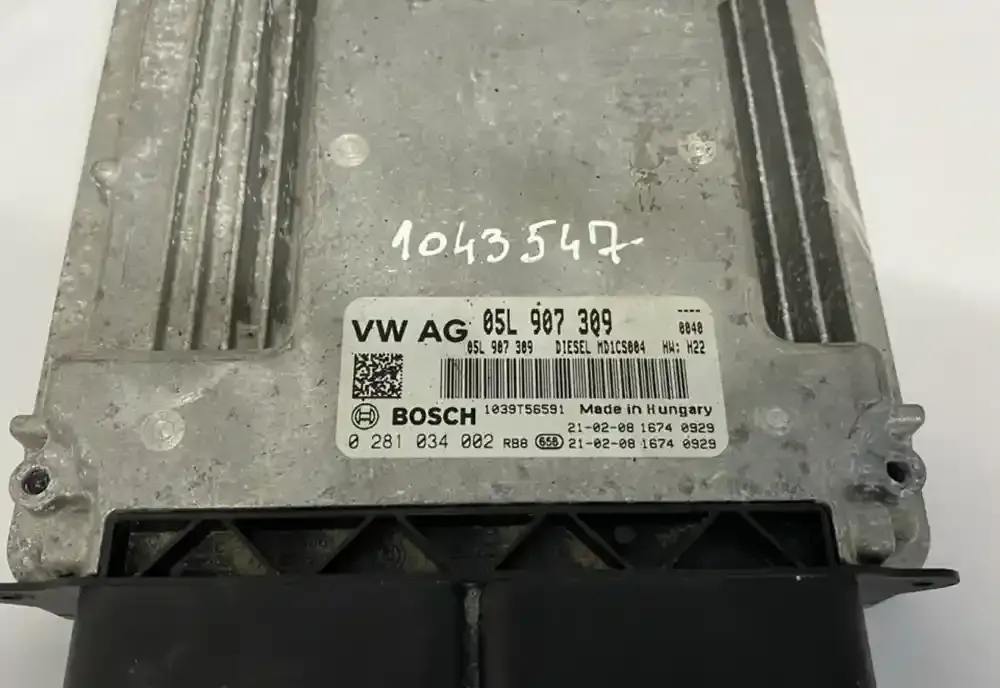 1043547
VW AG 05L 907 309 ----
0040
05L 907 309 DIESEL MD1CS004 HW: H22
BOSCH 1039T56591 Made in Hungary
21-02-08 1674 0929
0 281 034 002 RB8 656 21-02-08 1674 0929